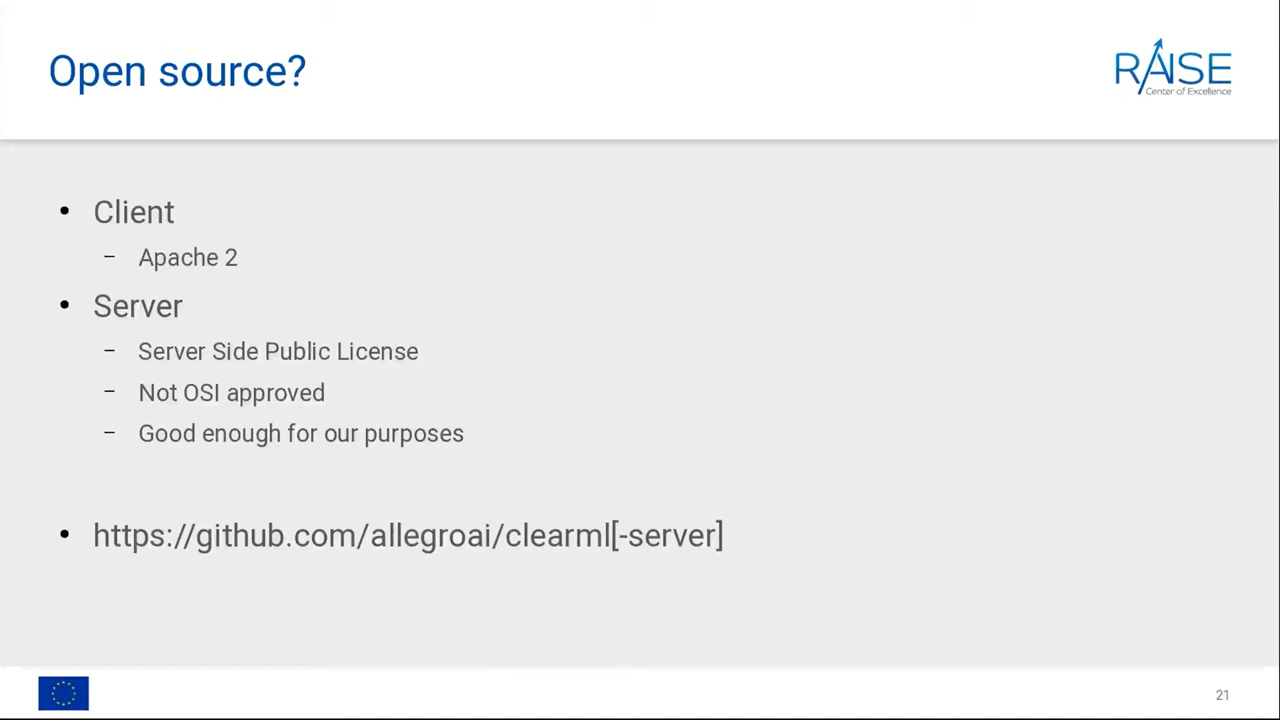 Open source?
RAISE
Center of Excellence
• Client
– Apache 2
• Server
– Server Side Public License
– Not OSI approved
– Good enough for our purposes
• https://github.com/allegroai/clearml[-server]
21